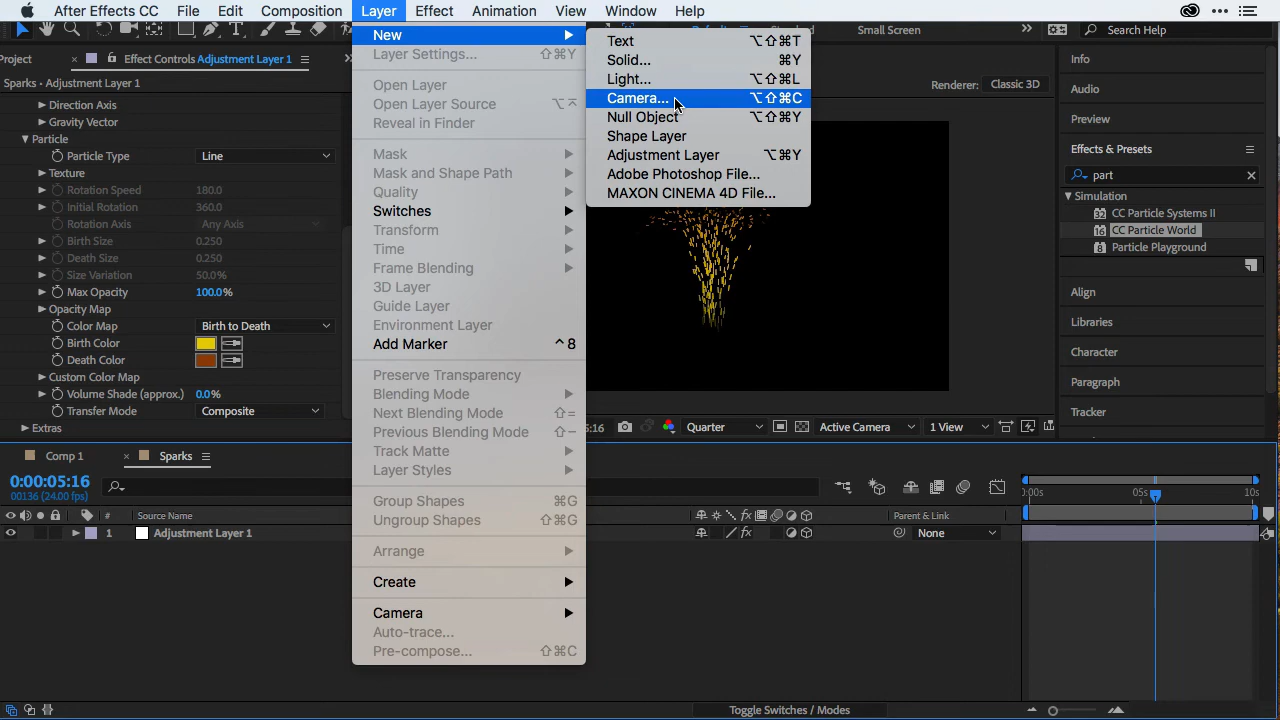 After Effects CC File Edit Composition Layer Effect Animation View Window Help
Small Screen
Search Help
Project
Effect Controls Adjustment Layer 1
Sparks • Adjustment Layer 1
Direction Axis
Gravity Vector
Particle
Particle Type Line
Texture
Rotation Speed 180.0
Initial Rotation 360.0
Rotation Axis Any Axis
Birth Size 0.250
Death Size 0.250
Size Variation 50.0%
Max Opacity 100.0%
Opacity Map
Color Map Birth to Death
Birth Color
Death Color
Custom Color Map
Volume Shade (approx.) 0.0%
Transfer Mode Composite
Extras
New
Layer Settings... ⇧⌘Y
Open Layer
Open Layer Source
Reveal in Finder
Mask
Mask and Shape Path
Quality
Switches
Transform
Time
Frame Blending
3D Layer
Guide Layer
Environment Layer
Add Marker ^ 8
Preserve Transparency
Blending Mode
Next Blending Mode ⇧=
Previous Blending Mode ⇧–
Track Matte
Layer Styles
Group Shapes ⌘G
Ungroup Shapes ⇧⌘G
Arrange
Create
Camera
Auto-trace...
Pre-compose... ⇧⌘C
Text ⌥⇧⌘T
Solid... ⌘Y
Light... ⌥⇧⌘L
Camera... ⌥⇧⌘C
Null Object ⌥⇧⌘Y
Shape Layer
Adjustment Layer ⌥⌘Y
Adobe Photoshop File...
MAXON CINEMA 4D File...
Renderer: Classic 3D
5:16 Quarter Active Camera 1 View
Info
Audio
Preview
Effects & Presets
part
Simulation
32 CC Particle Systems II
16 CC Particle World
8 Particle Playground
Align
Libraries
Character
Paragraph
Tracker
Comp 1
Sparks
0:00:05:16
00136 (24.00 fps)
:00s 05s 10s
# Source Name Parent & Link
1 Adjustment Layer 1 None
Toggle Switches / Modes